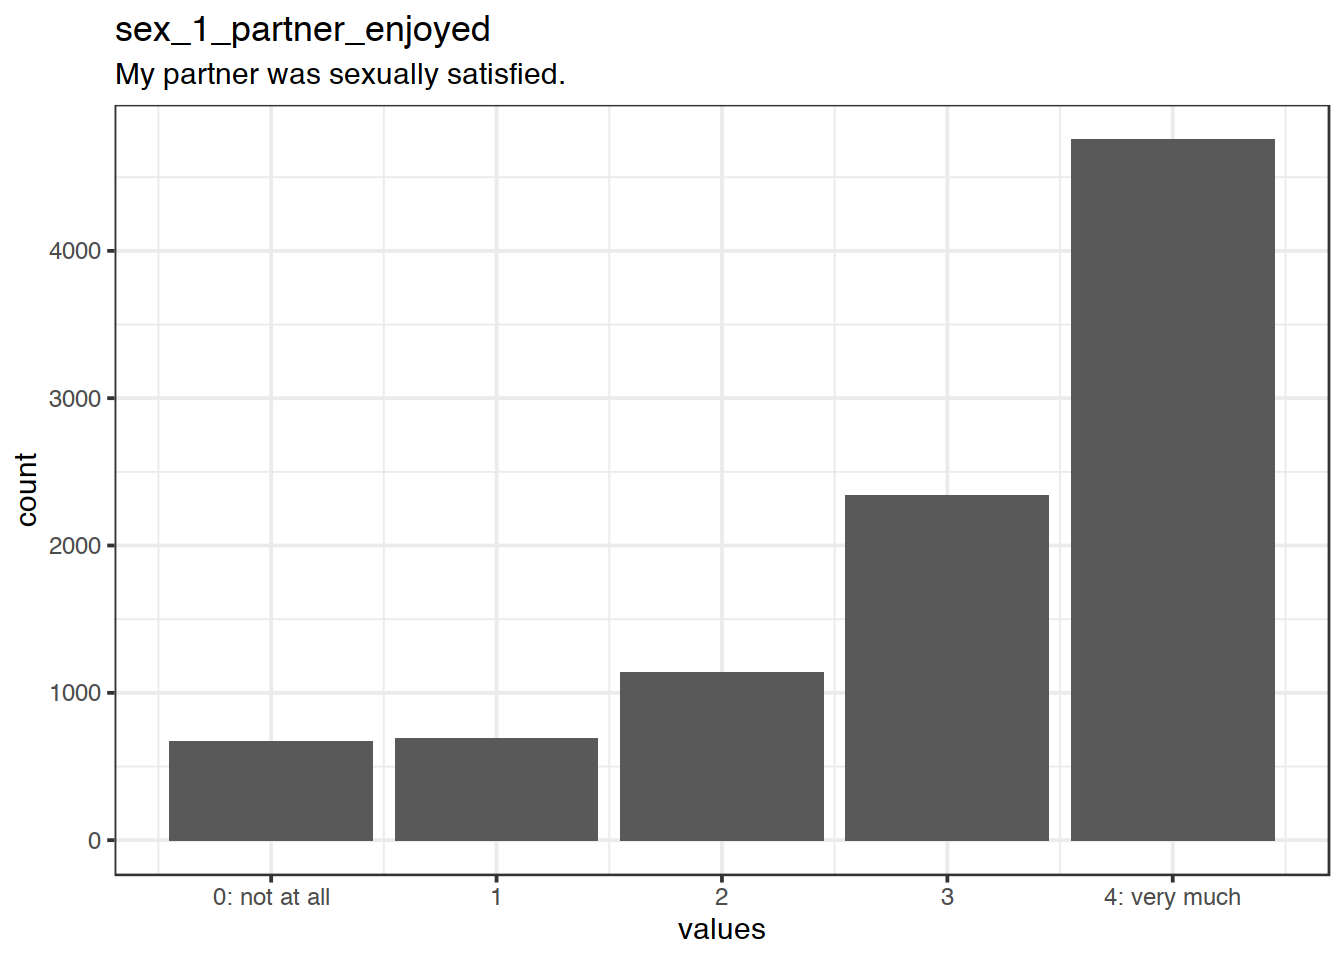 sex_1_partner_enjoyed
My partner was sexually satisfied.
count
4000
3000
2000
1000
0
0: not at all
1
2
3
4: very much
values